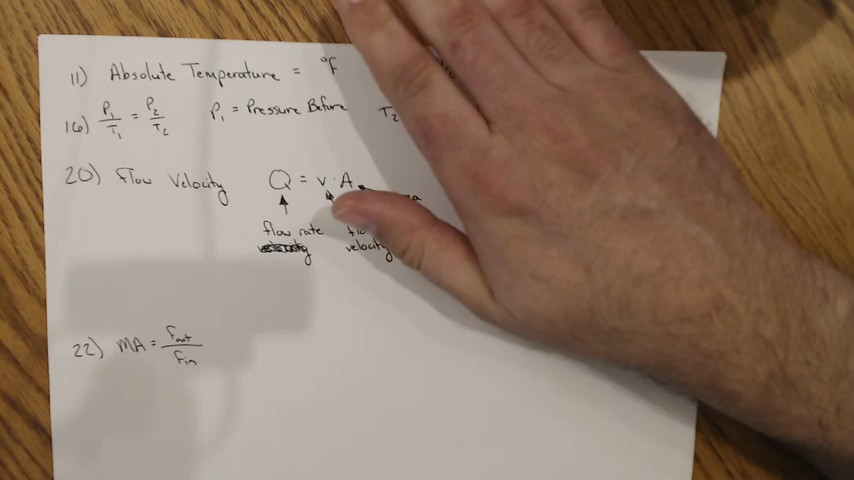 11) Absolute Temperature = °F
16) P₁/T₁ = P₂/T₂ P₁ = Pressure Before T₂
20) Flow Velocity Q = v · A
flow rate
velocity
22) MA = Fout/Fin